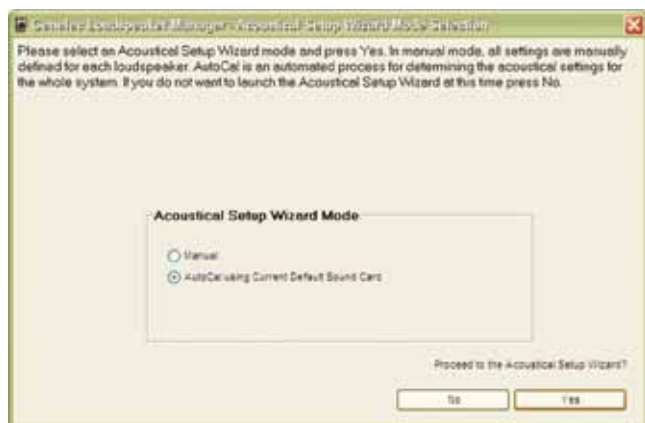 Genelec Loudspeaker Manager - Acoustical Setup Wizard Mode Selection
Please select an Acoustical Setup Wizard mode and press Yes. In manual mode, all settings are manually
defined for each loudspeaker. AutoCal is an automated process for determining the acoustical settings for
the whole system. If you do not want to launch the Acoustical Setup Wizard at this time press No.
Acoustical Setup Wizard Mode
Manual
AutoCal using Current Default Sound Card
Proceed to the Acoustical Setup Wizard?
No
Yes